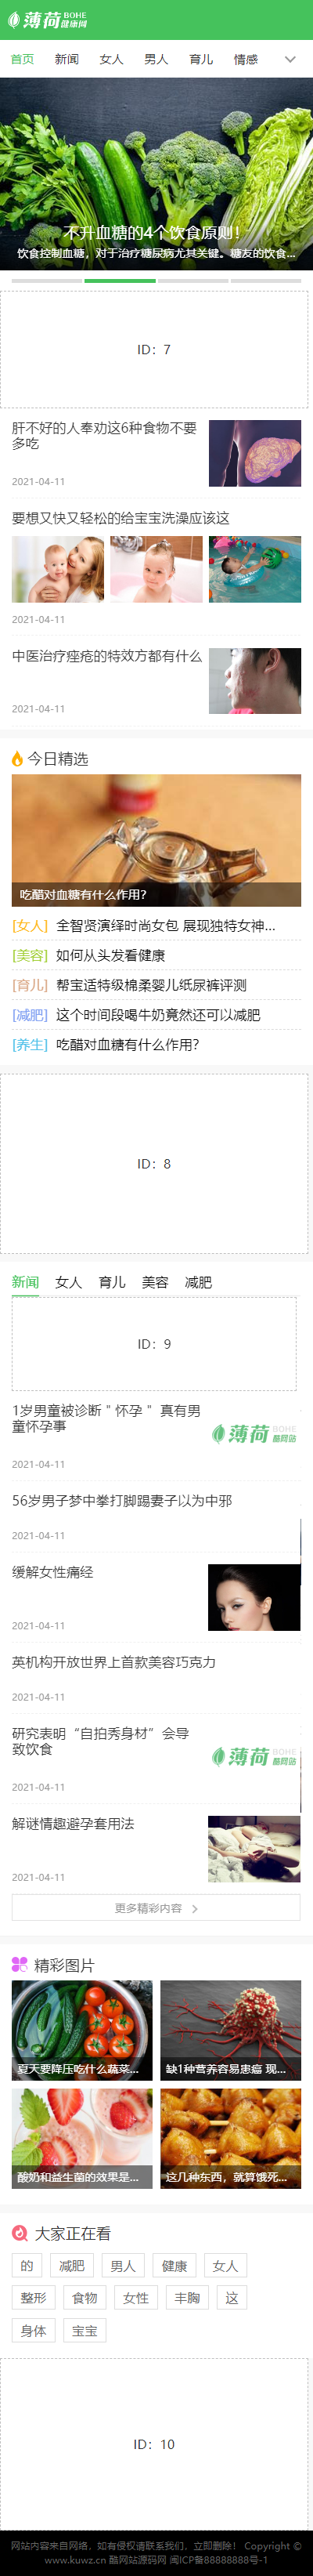 薄荷 BOHE 健康网
首页 新闻 女人 男人 育儿 情感
不升血糖的4个饮食原则！
饮食控制血糖，对于治疗糖尿病尤其关键。糖友的饮食...
ID：7
肝不好的人奉劝这6种食物不要
多吃
2021-04-11
要想又快又轻松的给宝宝洗澡应该这
2021-04-11
中医治疗痤疮的特效方都有什么
2021-04-11
今日精选
吃醋对血糖有什么作用?
[女人] 全智贤演绎时尚女包 展现独特女神...
[美容] 如何从头发看健康
[育儿] 帮宝适特级棉柔婴儿纸尿裤评测
[减肥] 这个时间段喝牛奶竟然还可以减肥
[养生] 吃醋对血糖有什么作用?
ID：8
新闻 女人 育儿 美容 减肥
ID：9
1岁男童被诊断＂怀孕＂ 真有男
童怀孕事
薄荷 BOHE 酷网站
2021-04-11
56岁男子梦中拳打脚踢妻子以为中邪
2021-04-11
缓解女性痛经
2021-04-11
英机构开放世界上首款美容巧克力
2021-04-11
研究表明“自拍秀身材”会导
致饮食
薄荷 BOHE 酷网站
2021-04-11
解谜情趣避孕套用法
2021-04-11
更多精彩内容
精彩图片
夏天要降压吃什么蔬菜...
缺1种营养容易患癌 现...
酸奶和益生菌的效果是...
这几种东西，就算饿死...
大家正在看
的 减肥 男人 健康 女人
整形 食物 女性 丰胸 这
身体 宝宝
ID：10
网站内容来自网络，如有侵权请联系我们，立即删除！ Copyright ©
www.kuwz.cn 酷网站源码网 闽ICP备88888888号-1